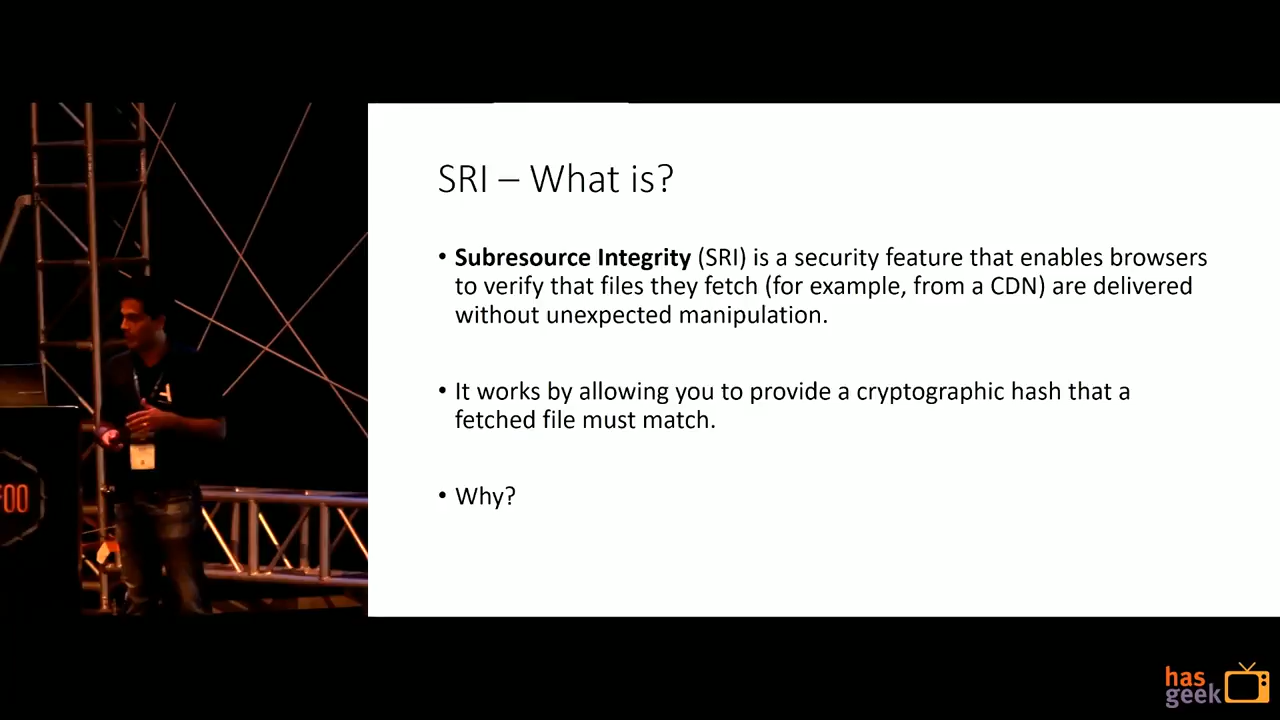 SRI – What is?
• Subresource Integrity (SRI) is a security feature that enables browsers
to verify that files they fetch (for example, from a CDN) are delivered
without unexpected manipulation.
• It works by allowing you to provide a cryptographic hash that a
fetched file must match.
• Why?
FOO
has
geek